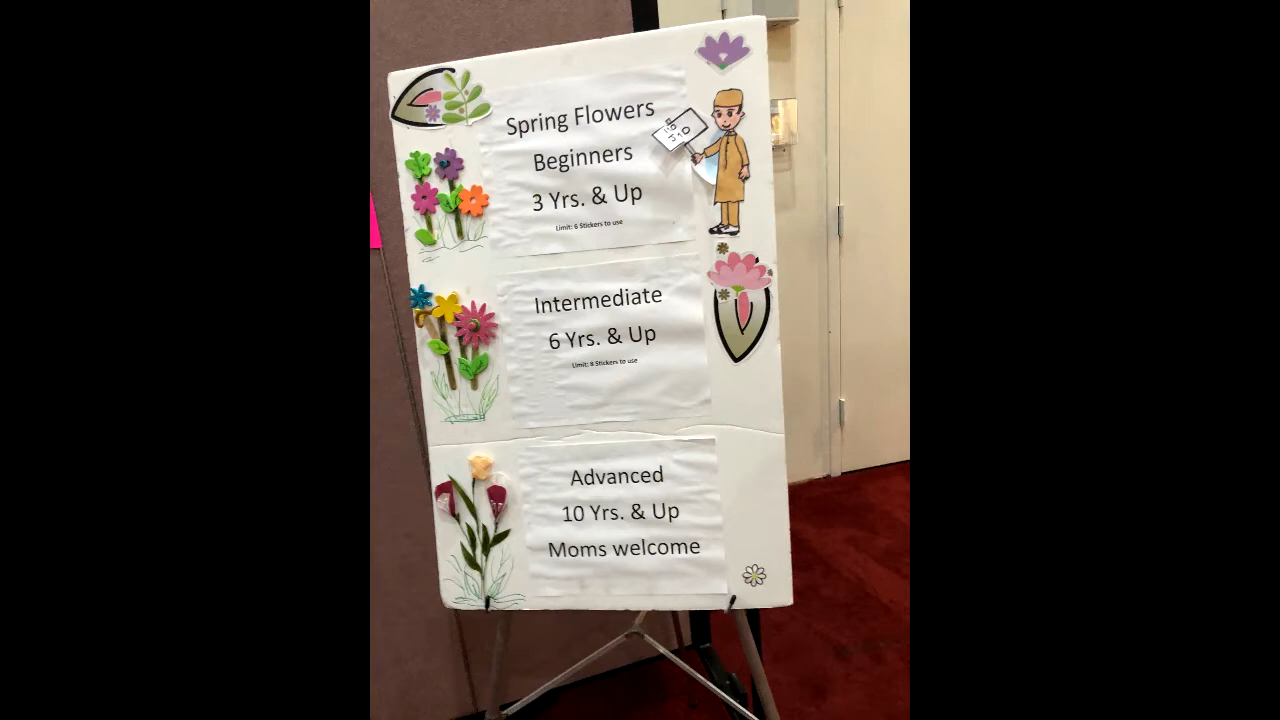 Spring Flowers
Beginners
3 Yrs. & Up
Limit: 6 Stickers to use
Intermediate
6 Yrs. & Up
Limit: 8 Stickers to use
Advanced
10 Yrs. & Up
Moms welcome